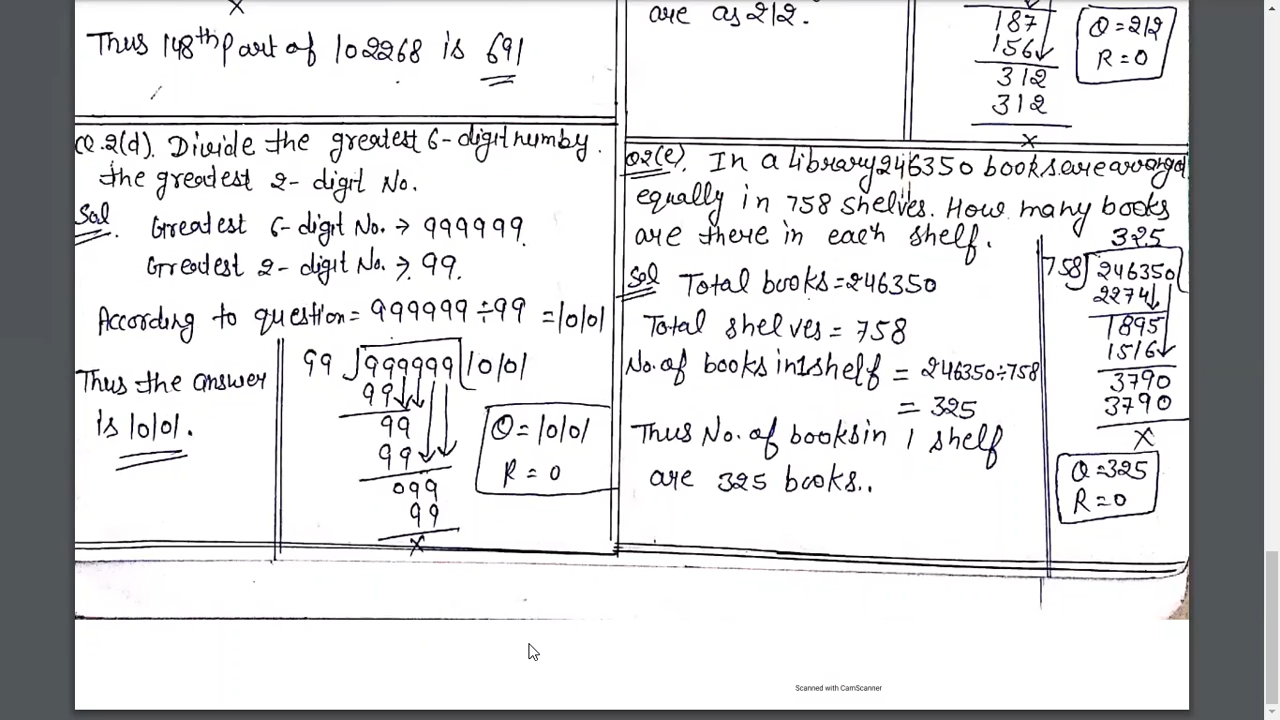 x
Thus 148th Part of 102268 is 691
Q.2(d). Divide the greatest 6-digit num by
the greatest 2-digit No.
Sol. Greatest 6-digit No. → 999999.
Greatest 2-digit No. → 99.
According to question = 999999 ÷ 99 = 10101
Thus the answer
is 10101.
99 ) 999999 ( 10101
99
99
99
099
99
x
Q = 10101
R = 0
are as 212.
187
156
312
312
x
Q = 212
R = 0
Q2(e). In a library 246350 books are arranged
equally in 758 shelves. How many books
are there in each shelf.
Sol Total books = 246350
Total shelves = 758
No. of books in 1 shelf = 246350 ÷ 758
= 325
Thus No. of books in 1 shelf
are 325 books..
325
758 ) 246350 (
2274
1895
1516
3790
3790
x
Q = 325
R = 0
Scanned with CamScanner